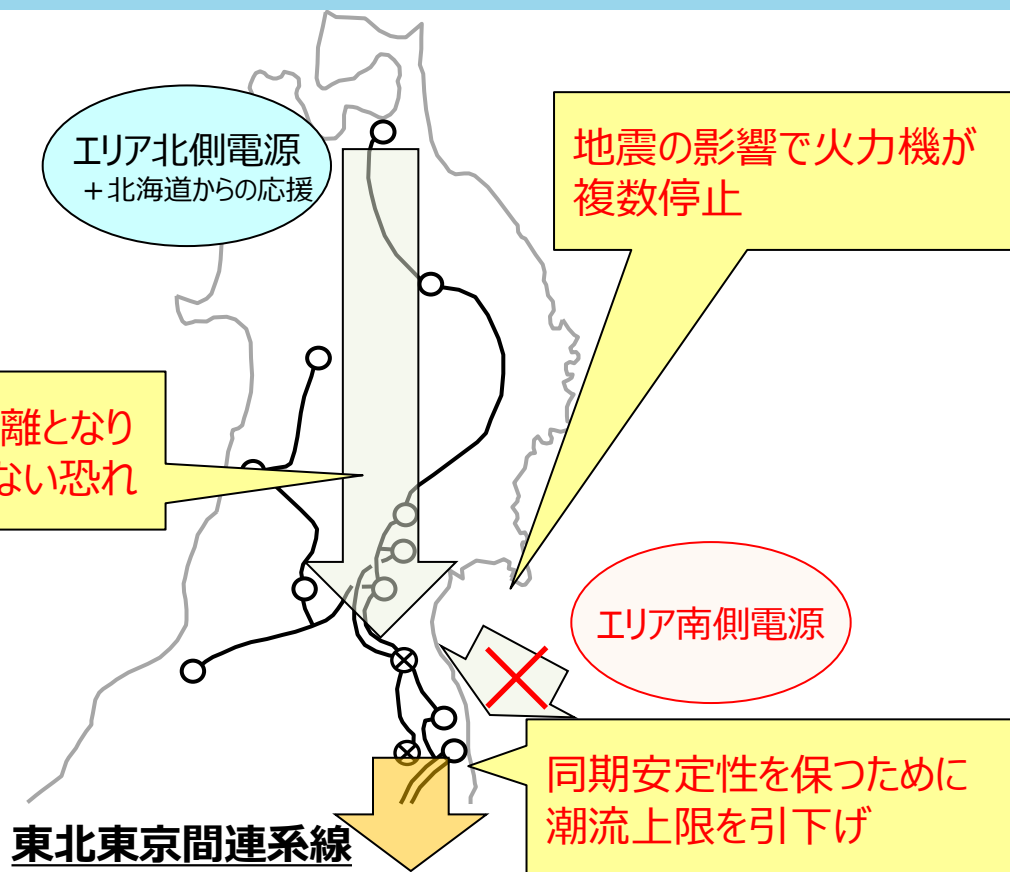 エリア北側電源
＋北海道からの応援
地震の影響で火力機が
複数停止
離となり
ない恐れ
エリア南側電源
同期安定性を保つために
潮流上限を引下げ
東北東京間連系線